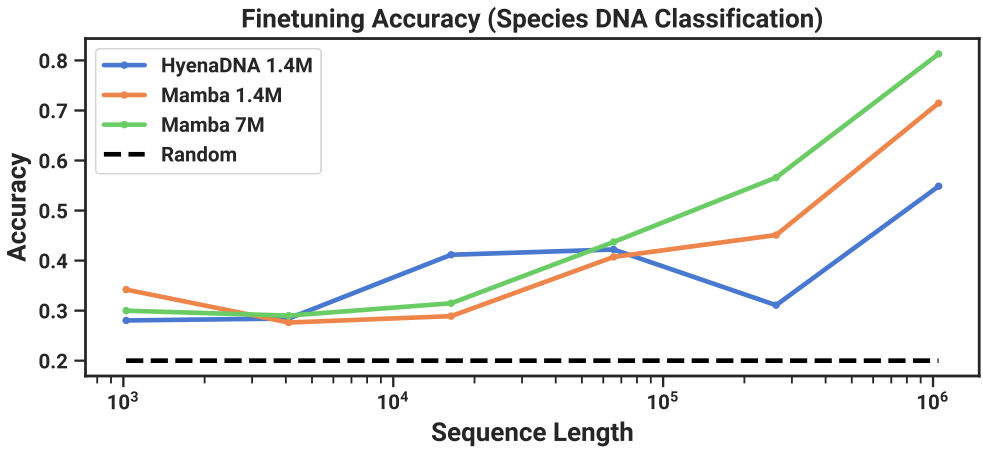 Finetuning Accuracy (Species DNA Classification)
HyenaDNA 1.4M
Mamba 1.4M
Mamba 7M
Random
Accuracy
0.8
0.7
0.6
0.5
0.4
0.3
0.2
10³
10⁴
10⁵
10⁶
Sequence Length